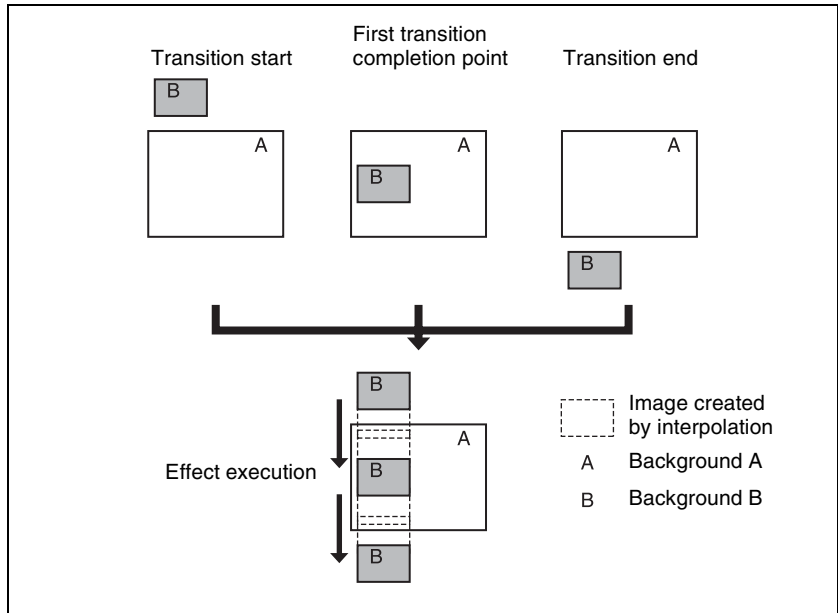 Transition start
First transition
completion point
Transition end
B
A
A
B
A
B
B
A
B
B
Effect execution
Image created
by interpolation
A Background A
B Background B